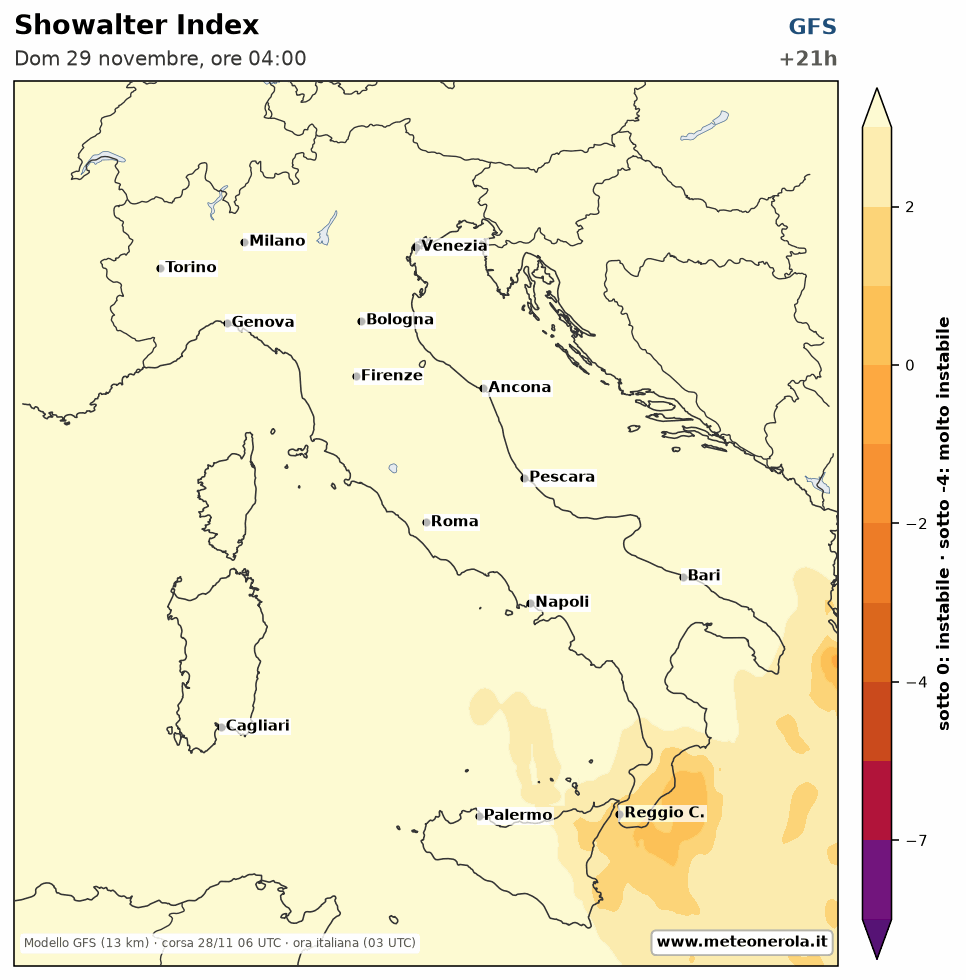 Showalter Index
GFS
Dom 29 novembre, ore 04:00
+21h
Milano
Venezia
Torino
Genova
Bologna
Firenze
Ancona
Pescara
Roma
Bari
Napoli
Cagliari
Palermo
Reggio C.
2
0
−2
−4
−7
sotto 0: instabile · sotto -4: molto instabile
Modello GFS (13 km) · corsa 28/11 06 UTC · ora italiana (03 UTC)
www.meteonerola.it